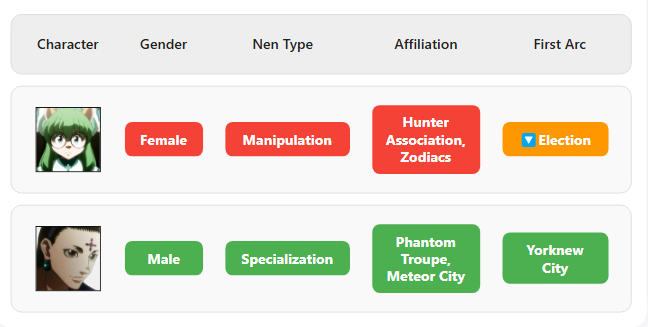 Character Gender Nen Type Affiliation First Arc
Female Manipulation Hunter Association, Zodiacs 🔽 Election
Male Specialization Phantom Troupe, Meteor City Yorknew City